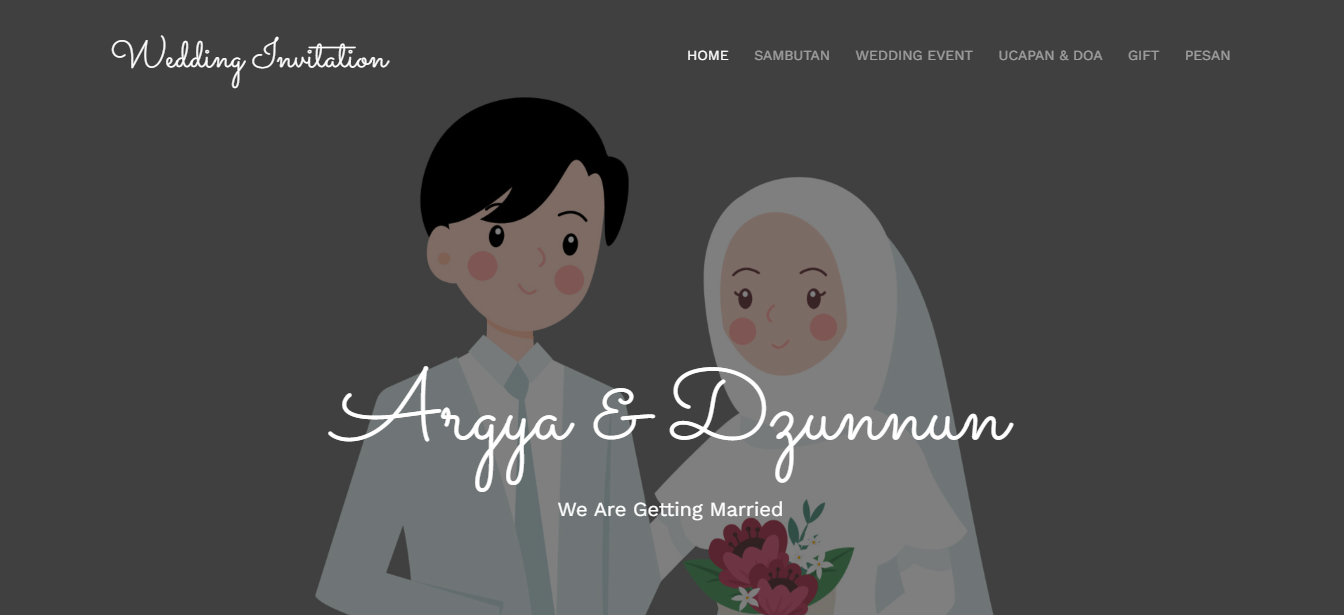 Wedding Invitation
HOME SAMBUTAN WEDDING EVENT UCAPAN & DOA GIFT PESAN
Argya & Dzunnun
We Are Getting Married